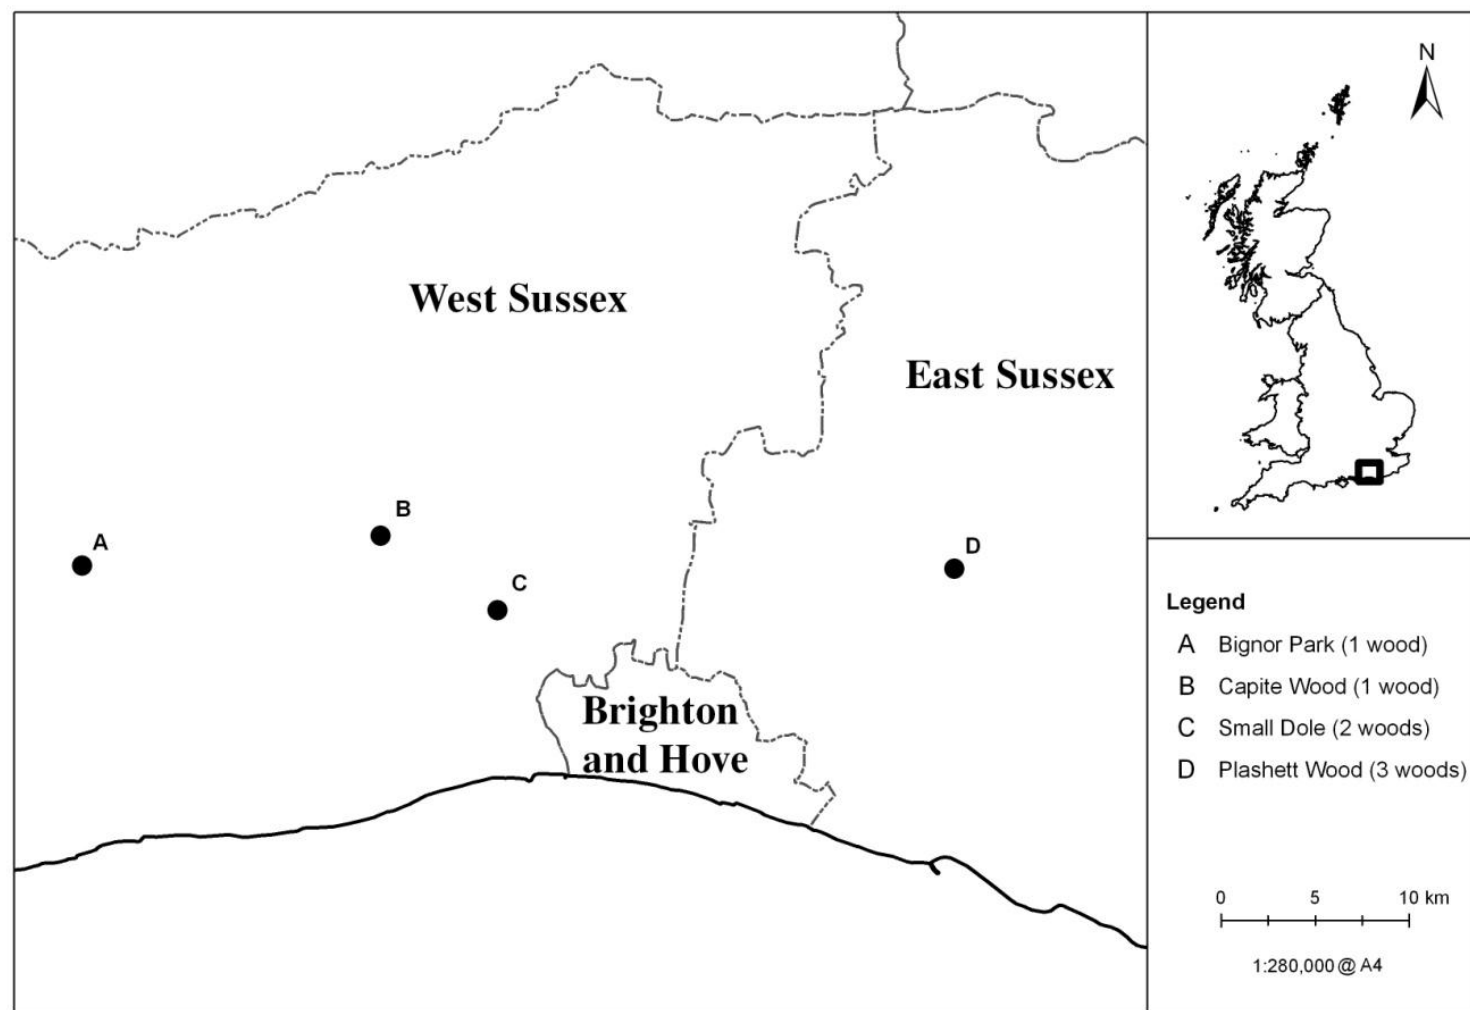 N
West Sussex
East Sussex
B
A
D
C
Brighton
and Hove
Legend
A Bignor Park (1 wood)
B Capite Wood (1 wood)
C Small Dole (2 woods)
D Plashett Wood (3 woods)
0 5 10 km
1:280,000 @ A4